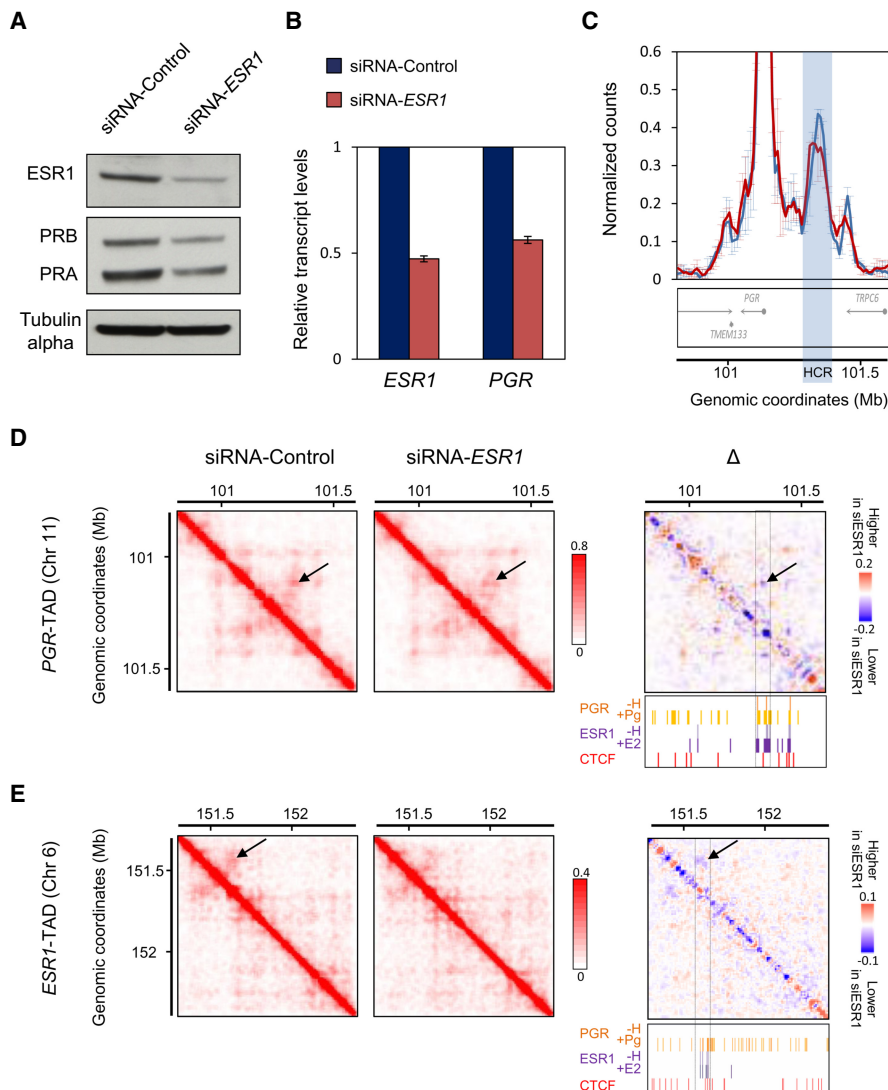 A
siRNA-Control
siRNA-ESR1
ESR1
PRB
PRA
Tubulin
alpha
B
siRNA-Control
siRNA-ESR1
Relative transcript levels
1
0.5
0
ESR1
PGR
C
Normalized counts
0.6
0.5
0.4
0.3
0.2
0.1
0
PGR
TRPC6
TMEM133
101
HCR
101.5
Genomic coordinates (Mb)
D
siRNA-Control
siRNA-ESR1
Δ
101
101.5
101
101.5
101
101.5
PGR-TAD (Chr 11)
Genomic coordinates (Mb)
101
101.5
0.8
0
Higher
in siESR1
0.2
-0.2
Lower
in siESR1
PGR -H
+Pg
ESR1 -H
+E2
CTCF
E
151.5
152
151.5
152
151.5
152
ESR1-TAD (Chr 6)
Genomic coordinates (Mb)
151.5
152
0.4
0
Higher
in siESR1
0.1
-0.1
Lower
in siESR1
PGR -H
+Pg
ESR1 -H
+E2
CTCF